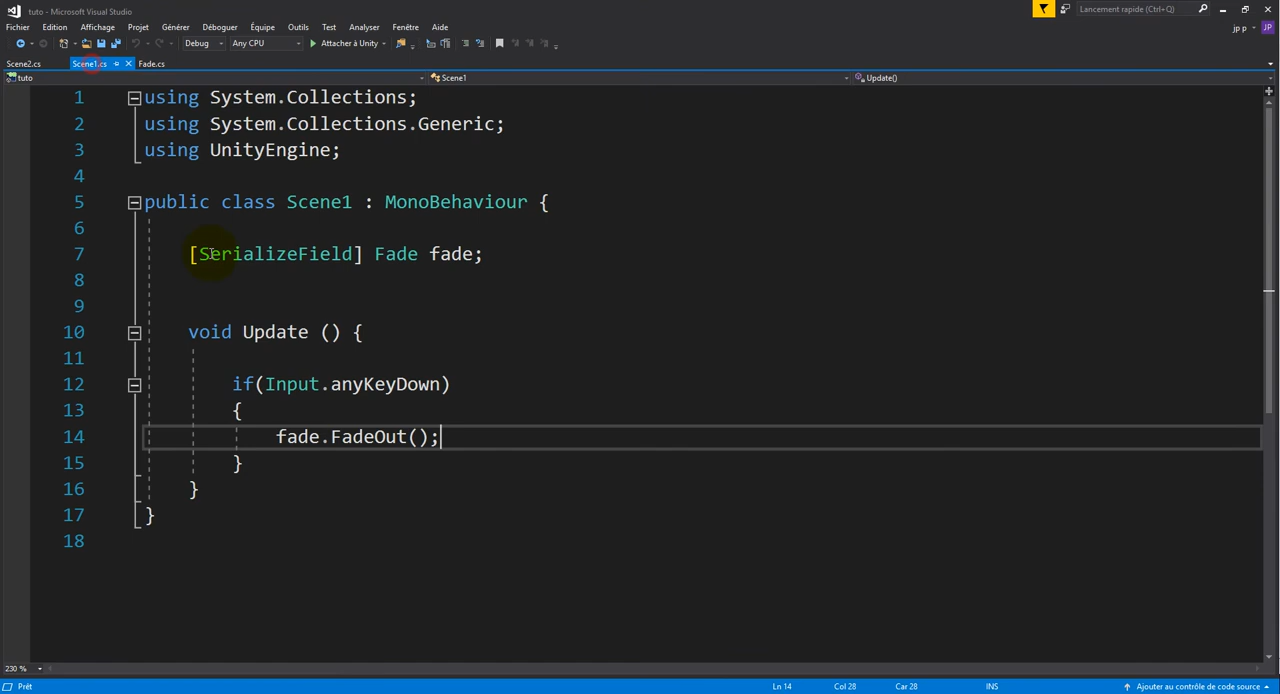 tuto - Microsoft Visual Studio
Lancement rapide (Ctrl+Q)
Fichier Edition Affichage Projet Générer Déboguer Équipe Outils Test Analyser Fenêtre Aide
jp p
JP
Debug Any CPU Attacher à Unity
Scene2.cs Scene1.cs Fade.cs
tuto Scene1 Update()
1 using System.Collections;
2 using System.Collections.Generic;
3 using UnityEngine;
4
5 public class Scene1 : MonoBehaviour {
6
7 [SerializeField] Fade fade;
8
9
10 void Update () {
11
12 if(Input.anyKeyDown)
13 {
14 fade.FadeOut();
15 }
16 }
17 }
18
230 %
Prêt Ln 14 Col 28 Car 28 INS Ajouter au contrôle de code source